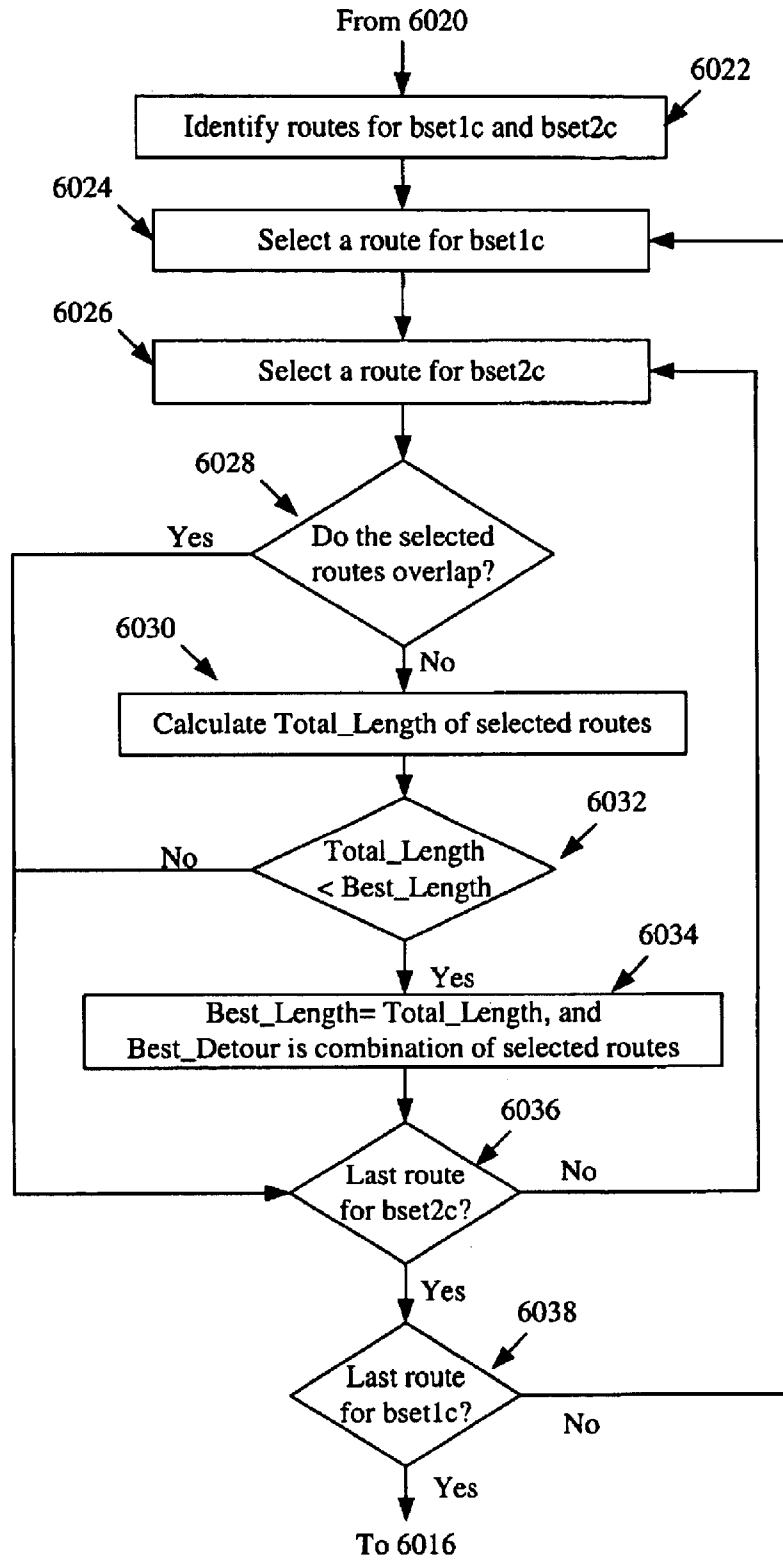 From 6020
6022
Identify routes for bset1c and bset2c
6024
Select a route for bset1c
6026
Select a route for bset2c
6028
Yes
Do the selected
routes overlap?
6030
No
Calculate Total_Length of selected routes
6032
No
Total_Length
< Best_Length
6034
Yes
Best_Length= Total_Length, and
Best_Detour is combination of selected routes
6036
Last route
for bset2c?
No
Yes
6038
Last route
for bset1c?
No
Yes
To 6016